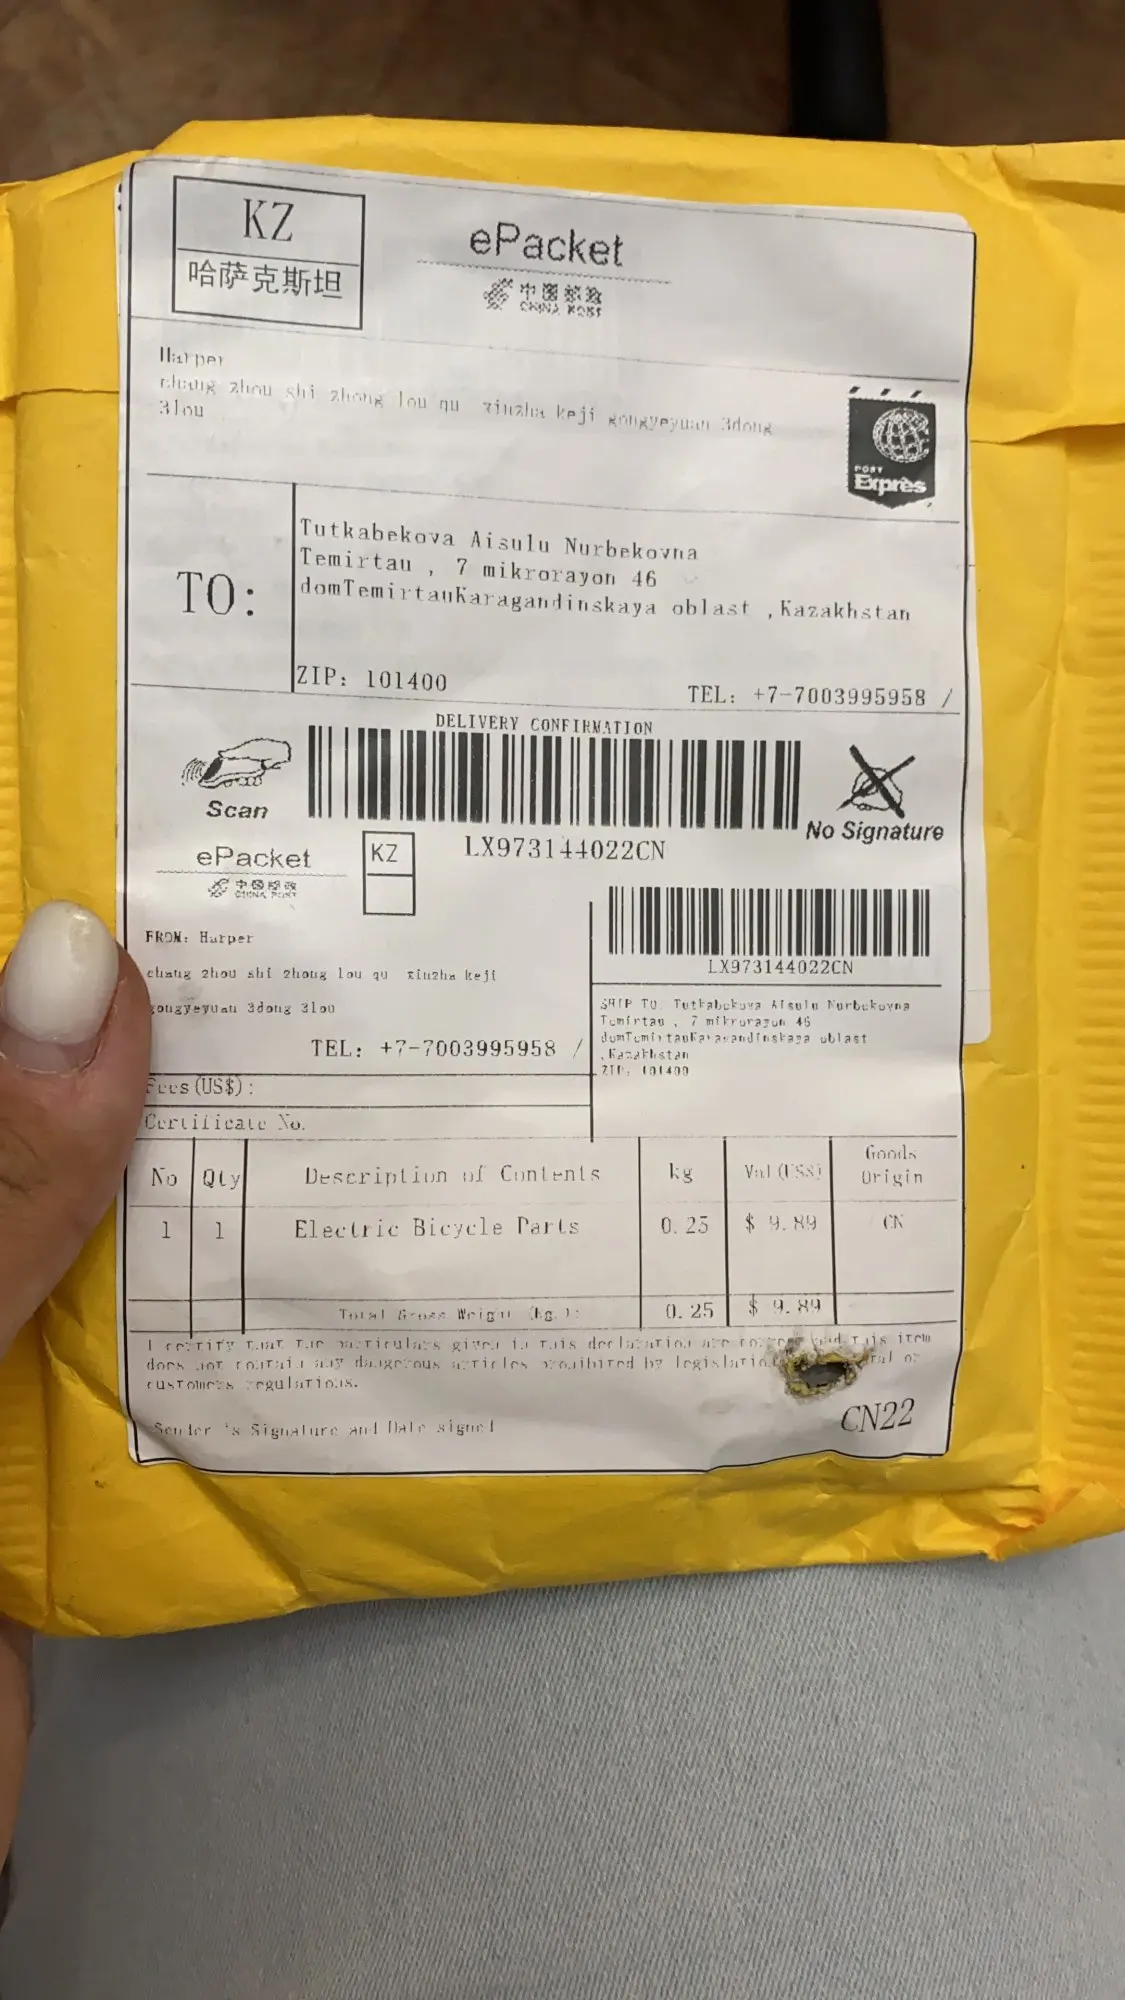 KZ
哈萨克斯坦
ePacket
中国邮政
CHINA POST
Harper
chang zhou shi zhong lou qu xinzha keji gongyeyuan 3dong
3lou
POST
Exprès
TO:
Tutkabekova Aisulu Nurbekovna
Temirtau , 7 mikrorayon 46
domTemirtauKaragandinskaya oblast ,Kazakhstan
ZIP: 101400
TEL: +7-7003995958 /
DELIVERY CONFIRMATION
Scan
No Signature
LX973144022CN
ePacket
KZ
中国邮政
CHINA POST
LX973144022CN
FROM: Harper
chang zhou shi zhong lou qu xinzha keji
gongyeyuan 3dong 3lou
TEL: +7-7003995958 /
SHIP TO: Tutkabekova Aisulu Nurbekovna
Temirtau , 7 mikrorayon 46
domTemirtauKaragandinskaya oblast
,Kazakhstan
ZIP: 101400
Fees(US$):
Certificate No.
No Qty Description of Contents kg Val(US$) Goods Origin
1 1 Electric Bicycle Parts 0.25 $ 9.89 CN
Total Gross Weight (kg.): 0.25 $ 9.89
I certify that the particulars given in this declaration are and this item
does not contain any dangerous articles prohibited by legislation or
customers regulations.
Sender 's Signature and Date signed
CN22